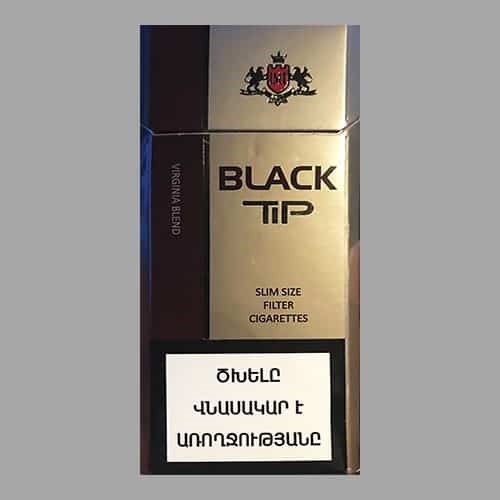 VIRGINIA BLEND
BLACK
TIP
SLIM SIZE
FILTER
CIGARETTES
ԾԽԵԼԸ
ՎՆԱՍԱԿԱՐ Է
ԱՌՈՂՋՈՒԹՅԱՆԸ